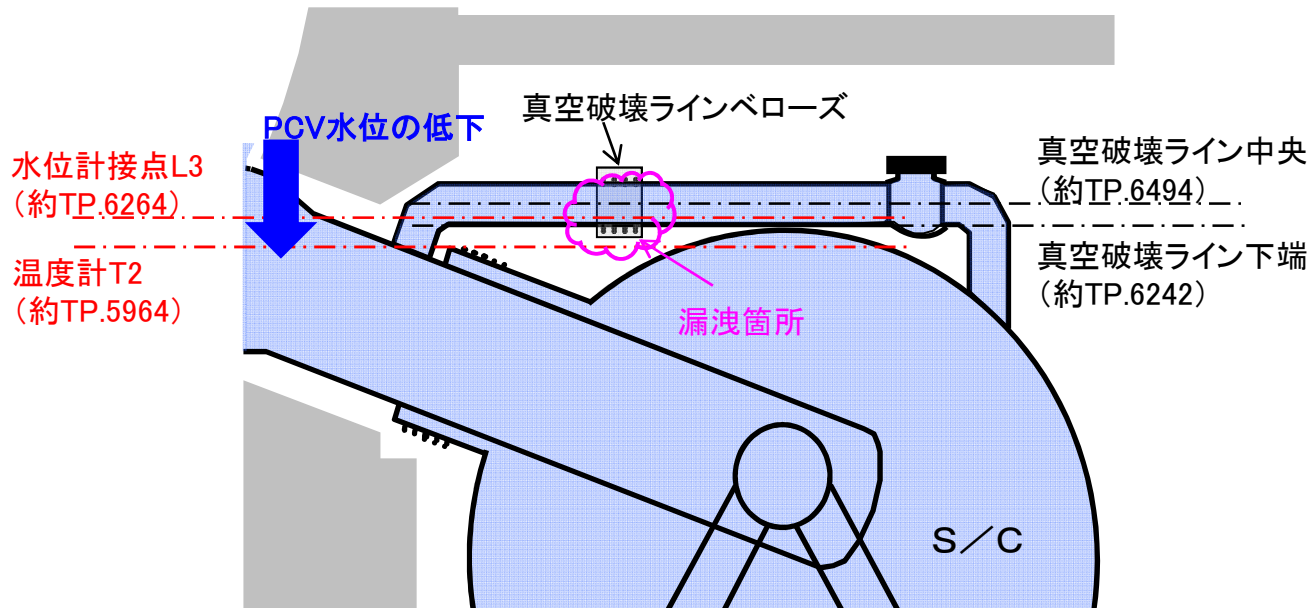 PCV水位の低下
真空破壊ラインベローズ
水位計接点L3
（約TP.6264）
温度計T2
（約TP.5964）
真空破壊ライン中央
（約TP.6494）
真空破壊ライン下端
（約TP.6242）
漏洩箇所
S／C